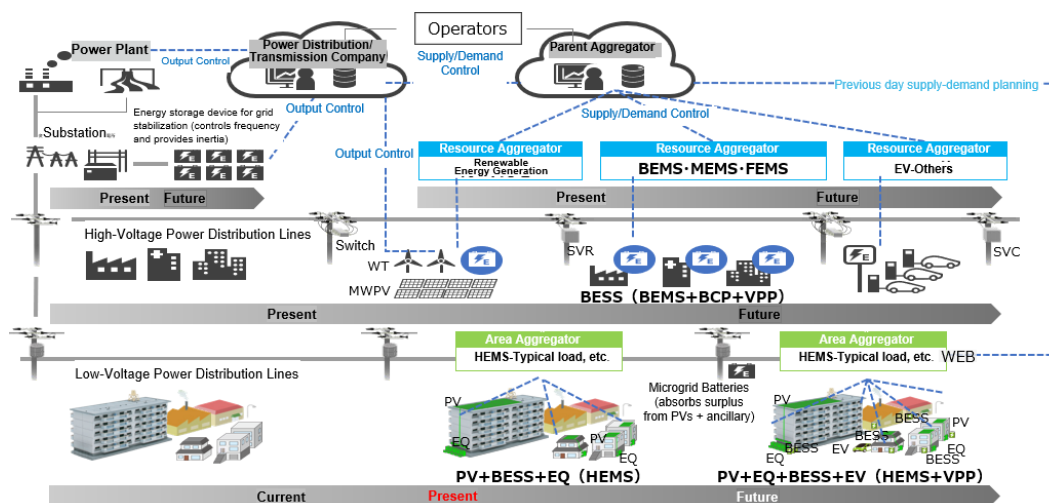 Operators
Power Plant
Output Control
Power Distribution/
Transmission Company
Supply/Demand
Control
Parent Aggregator
Previous day supply-demand planning
Output Control
Energy storage device for grid
stabilization (controls frequency
and provides inertia)
Substation
Supply/Demand Control
Output Control
Resource Aggregator
Renewable
Energy Generation
Resource Aggregator
BEMS・MEMS・FEMS
Resource Aggregator
EV-Others
Present
Future
Present
Future
High-Voltage Power Distribution Lines
Switch
WT
MWPV
SVR
SVC
BESS（BEMS+BCP+VPP）
Present
Future
Area Aggregator
HEMS-Typical load, etc.
Area Aggregator
HEMS-Typical load, etc.
WEB
Low-Voltage Power Distribution Lines
Microgrid Batteries
(absorbs surplus
from PVs + ancillary)
PV
PV
EQ
EQ
PV+BESS+EQ（HEMS）
PV
BESS
PV
BESS
EQ
BESS
EV
EQ
BESS
PV+EQ+BESS+EV（HEMS+VPP）
Current
Present
Future